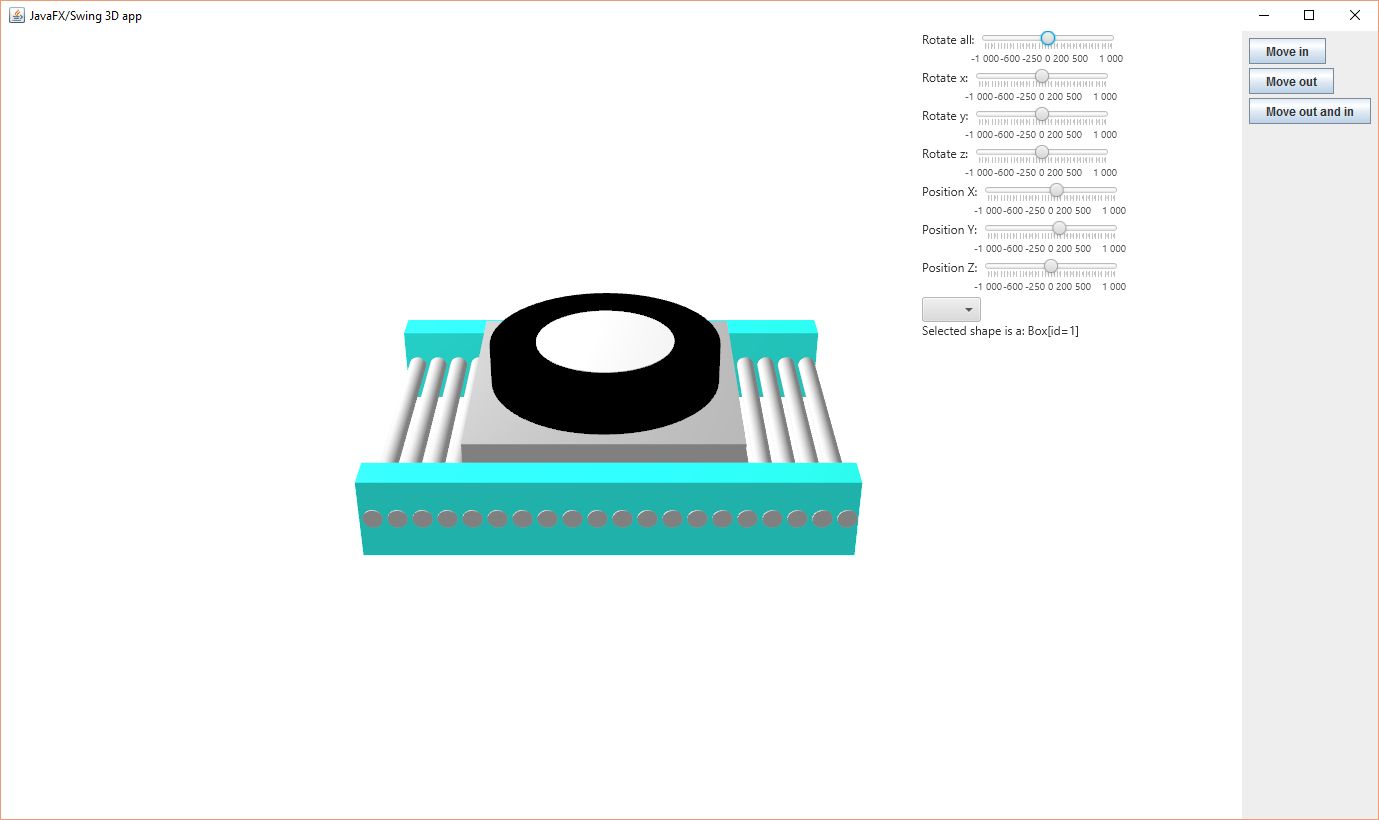 JavaFX/Swing 3D app
Rotate all:
-1 000 -600 -250 0 200 500 1 000
Rotate x:
-1 000 -600 -250 0 200 500 1 000
Rotate y:
-1 000 -600 -250 0 200 500 1 000
Rotate z:
-1 000 -600 -250 0 200 500 1 000
Position X:
-1 000 -600 -250 0 200 500 1 000
Position Y:
-1 000 -600 -250 0 200 500 1 000
Position Z:
-1 000 -600 -250 0 200 500 1 000
Selected shape is a: Box[id=1]
Move in
Move out
Move out and in